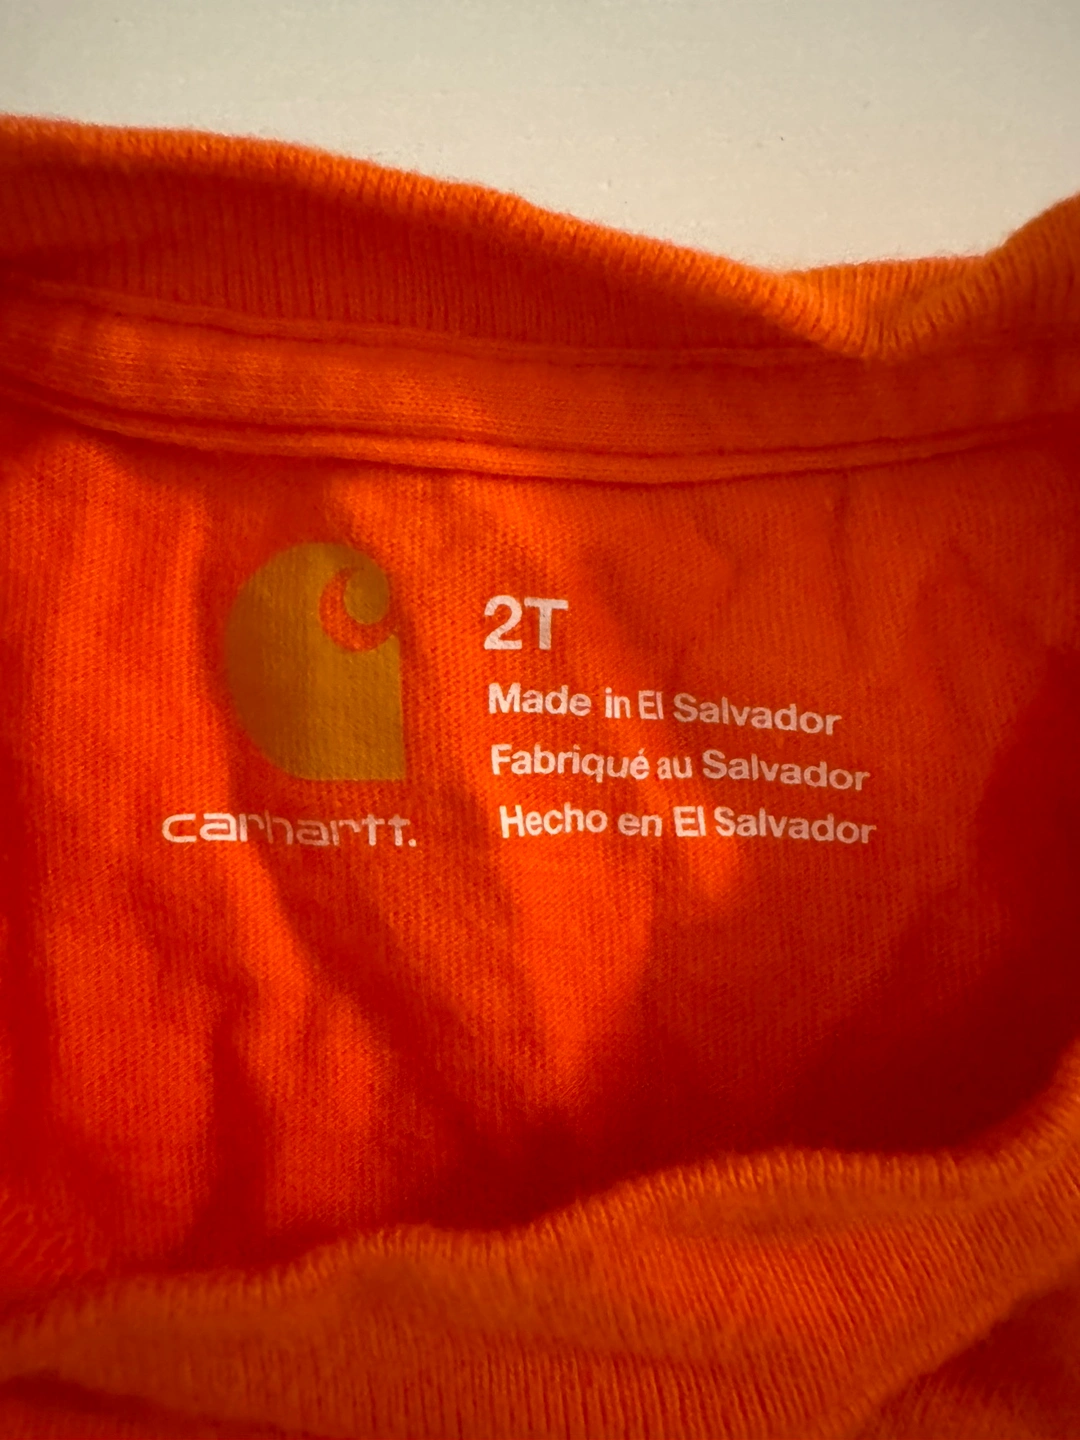 2T
Made in El Salvador
Fabriqué au Salvador
Hecho en El Salvador
carhartt.